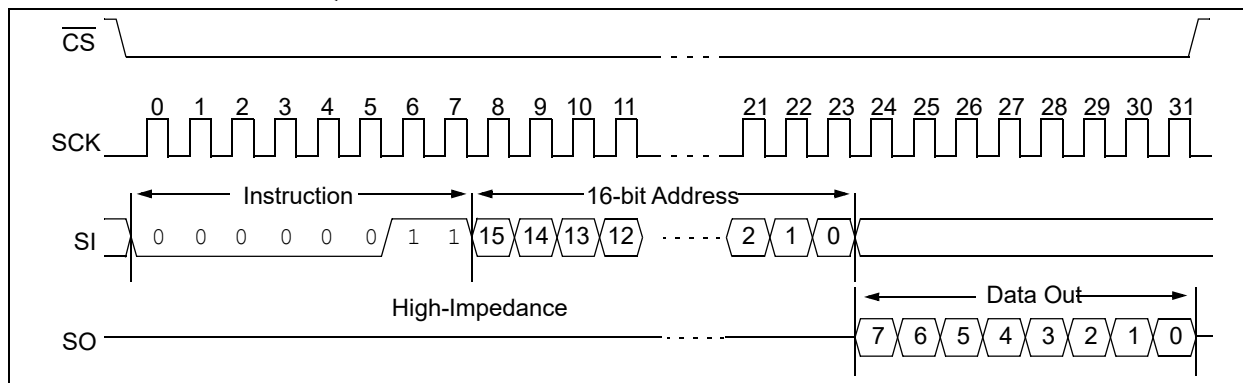 CS
0 1 2 3 4 5 6 7 8 9 10 11 21 22 23 24 25 26 27 28 29 30 31
SCK
Instruction 16-bit Address
SI 0 0 0 0 0 0 1 1 15 14 13 12 2 1 0
High-Impedance Data Out
SO 7 6 5 4 3 2 1 0